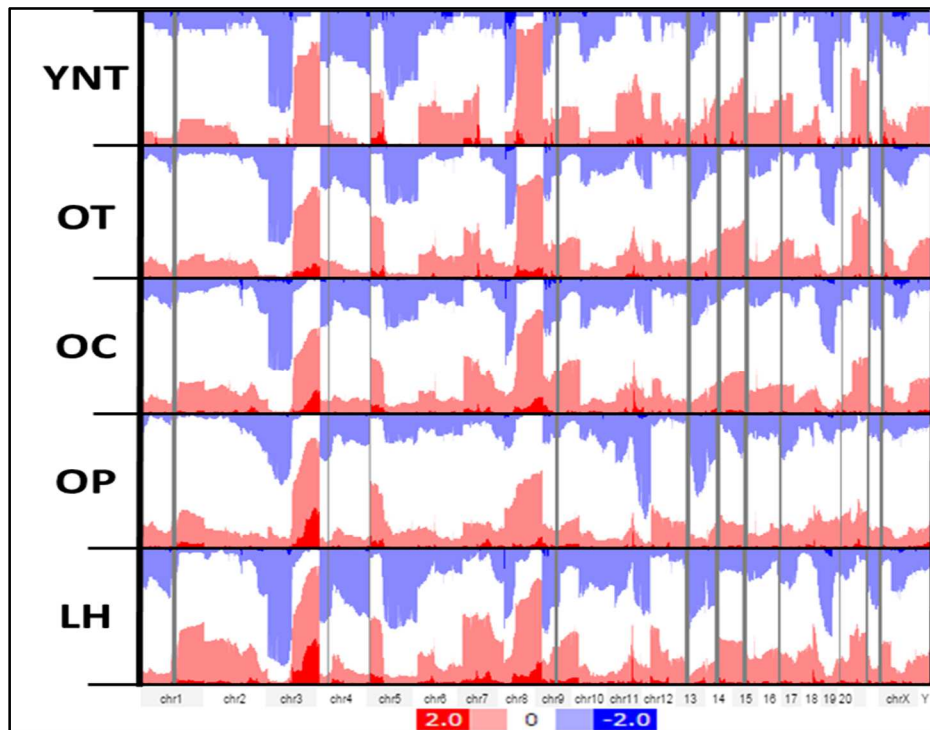 YNT
OT
OC
OP
LH
chr1 chr2 chr3 chr4 chr5 chr6 chr7 chr8 chr9 chr10 chr11 chr12 13 14 15 16 17 18 19 20 chrX Y
2.0 0 -2.0